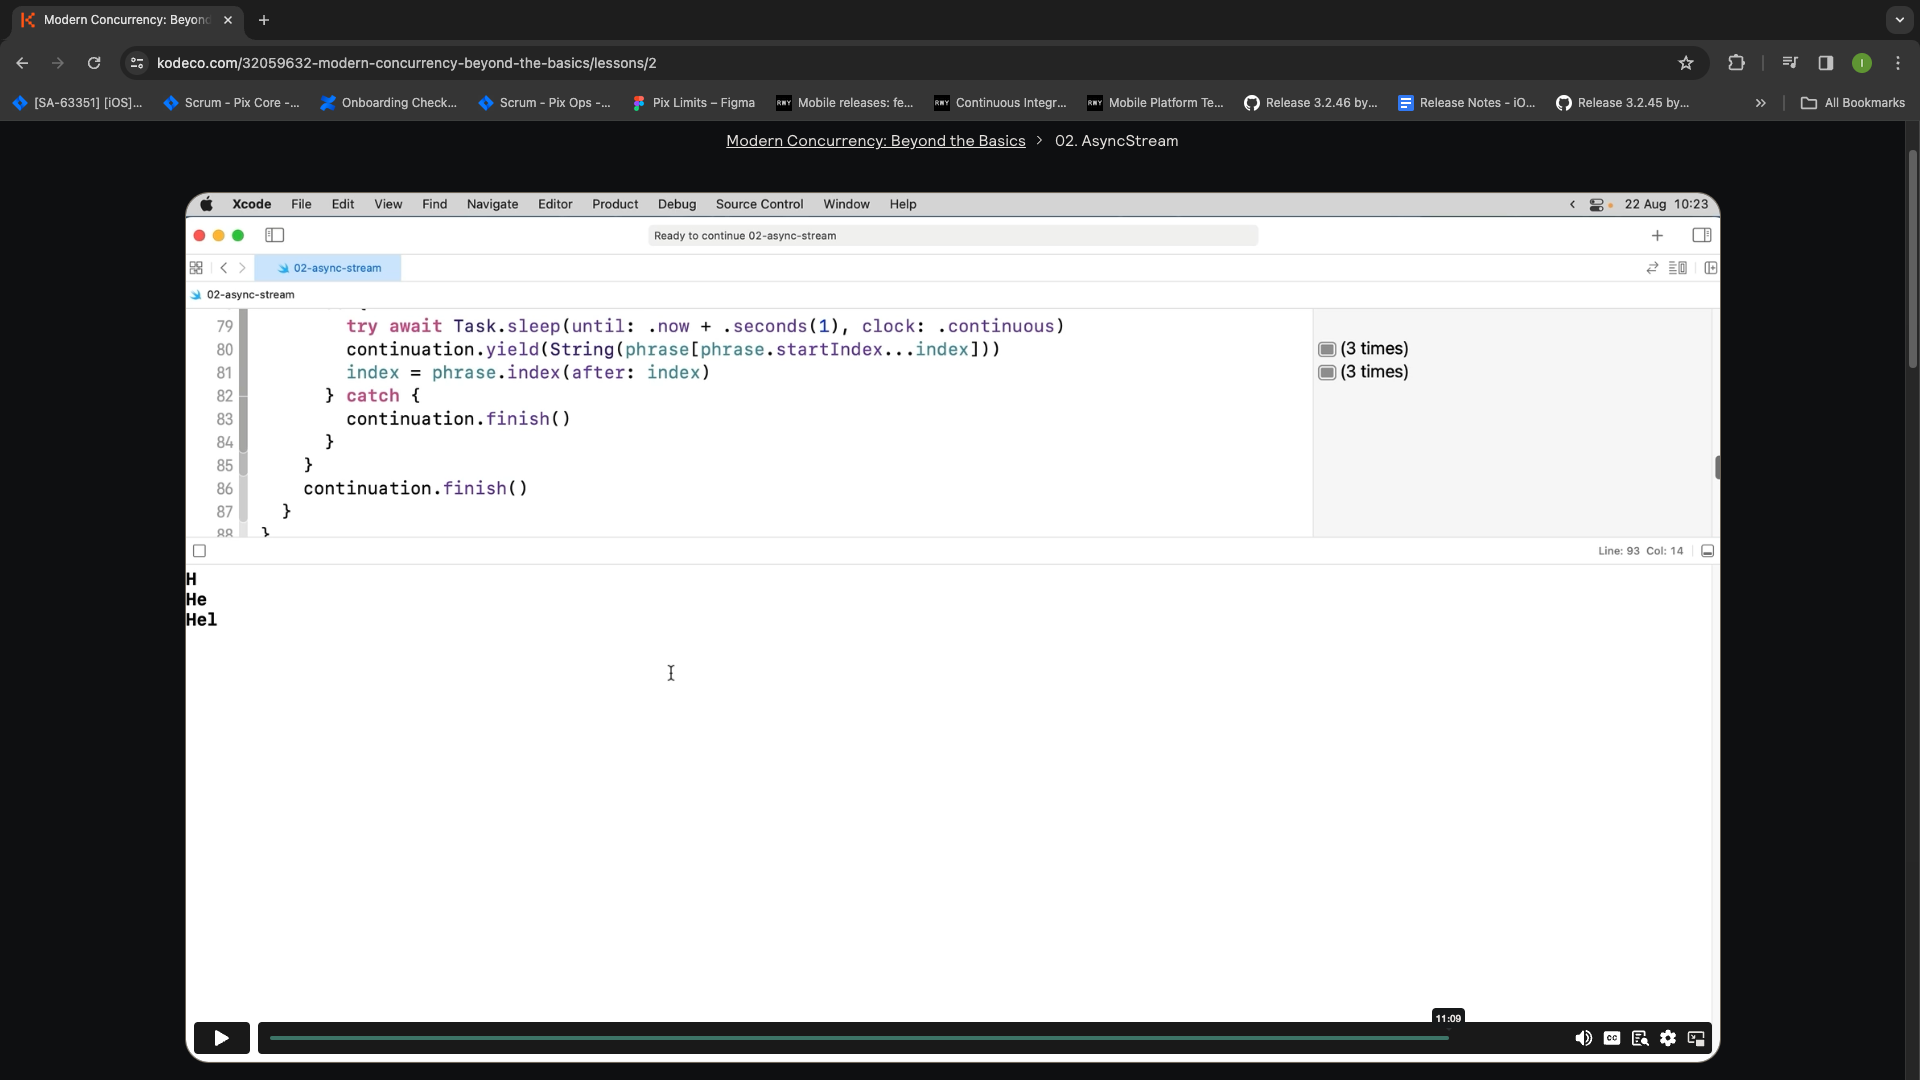 Modern Concurrency: Beyond
kodeco.com/32059632-modern-concurrency-beyond-the-basics/lessons/2
[SA-63351] [iOS]... Scrum - Pix Core -... Onboarding Check... Scrum - Pix Ops -... Pix Limits – Figma RWY Mobile releases: fe... RWY Continuous Integr... RWY Mobile Platform Te... Release 3.2.46 by... Release Notes - iO... Release 3.2.45 by... » All Bookmarks
Modern Concurrency: Beyond the Basics > 02. AsyncStream
Xcode File Edit View Find Navigate Editor Product Debug Source Control Window Help 22 Aug 10:23
Ready to continue 02-async-stream
02-async-stream
02-async-stream
79 try await Task.sleep(until: .now + .seconds(1), clock: .continuous)
80 continuation.yield(String(phrase[phrase.startIndex...index])) (3 times)
81 index = phrase.index(after: index) (3 times)
82 } catch {
83 continuation.finish()
84 }
85 }
86 continuation.finish()
87 }
88 }
Line: 93 Col: 14
H
He
Hel
11:09
CC